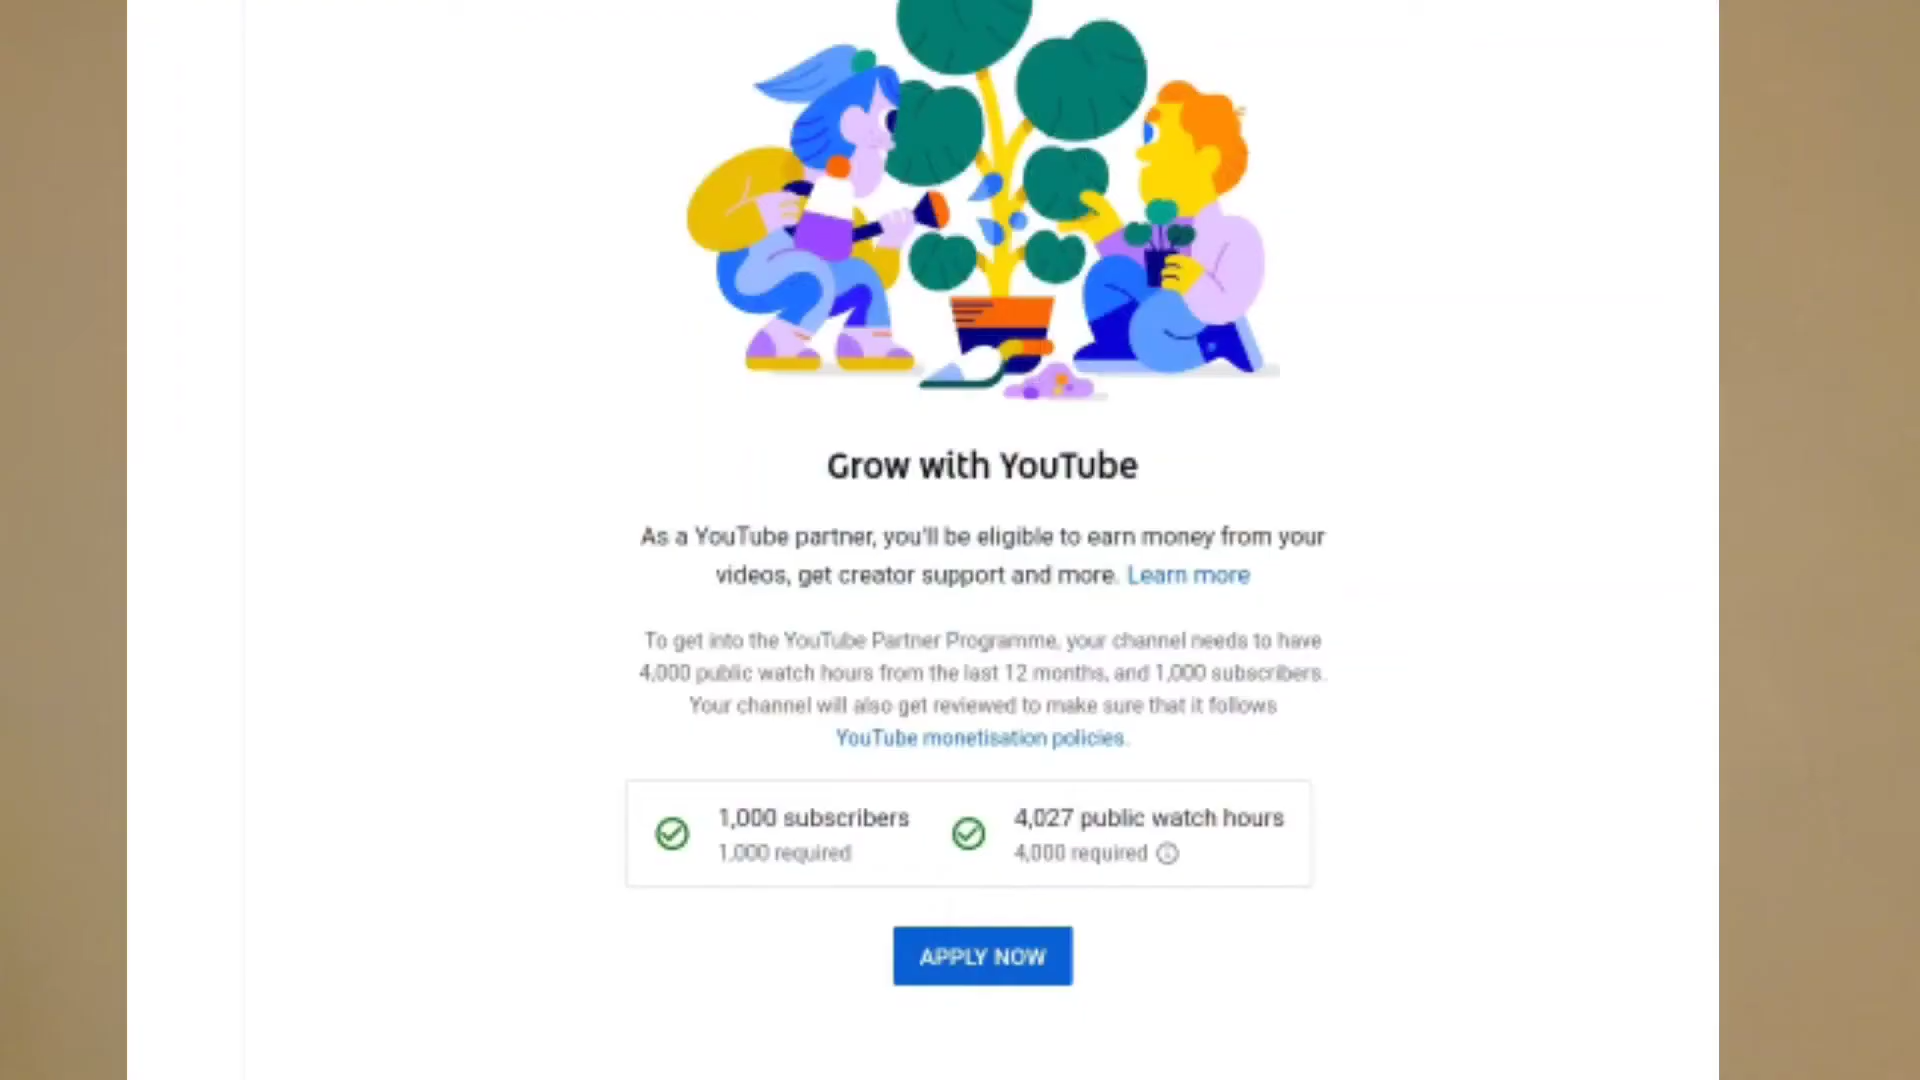 Grow with YouTube
As a YouTube partner, you'll be eligible to earn money from your
videos, get creator support and more. Learn more
To get into the YouTube Partner Programme, your channel needs to have
4,000 public watch hours from the last 12 months, and 1,000 subscribers.
Your channel will also get reviewed to make sure that it follows
YouTube monetisation policies.
1,000 subscribers
1,000 required
4,027 public watch hours
4,000 required
APPLY NOW